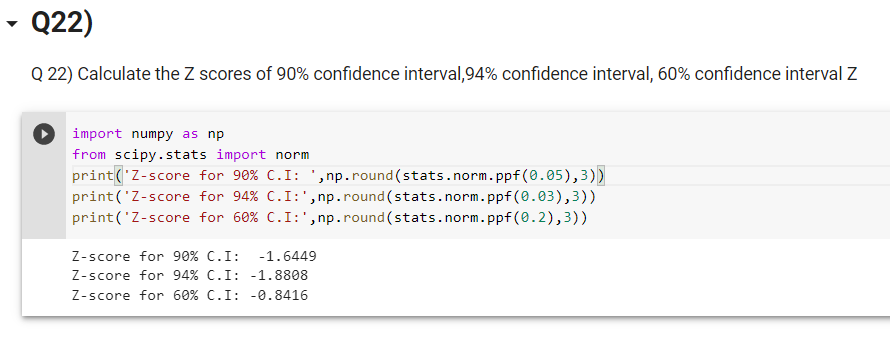 Q22)
Q 22) Calculate the Z scores of 90% confidence interval,94% confidence interval, 60% confidence interval Z
import numpy as np
from scipy.stats import norm
print('Z-score for 90% C.I: ',np.round(stats.norm.ppf(0.05),3))
print('Z-score for 94% C.I:',np.round(stats.norm.ppf(0.03),3))
print('Z-score for 60% C.I:',np.round(stats.norm.ppf(0.2),3))
Z-score for 90% C.I:  -1.6449
Z-score for 94% C.I: -1.8808
Z-score for 60% C.I: -0.8416